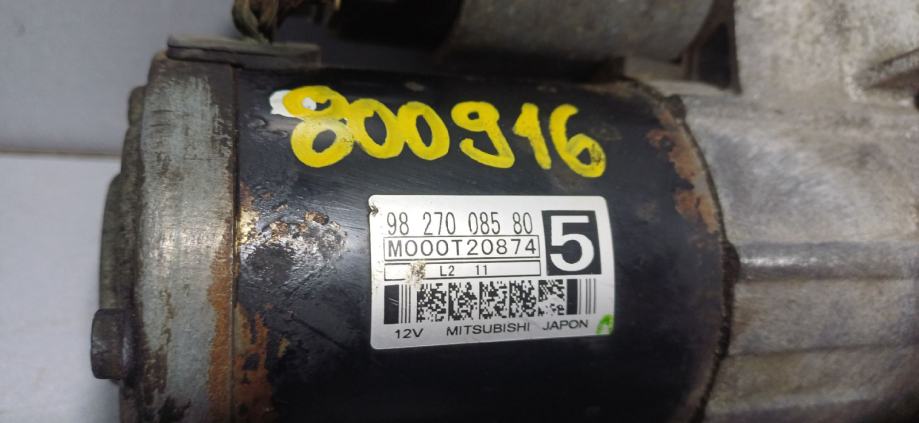 800916
98 270 085 80
M000T20874
5
L2 11
12V MITSUBISHI JAPON